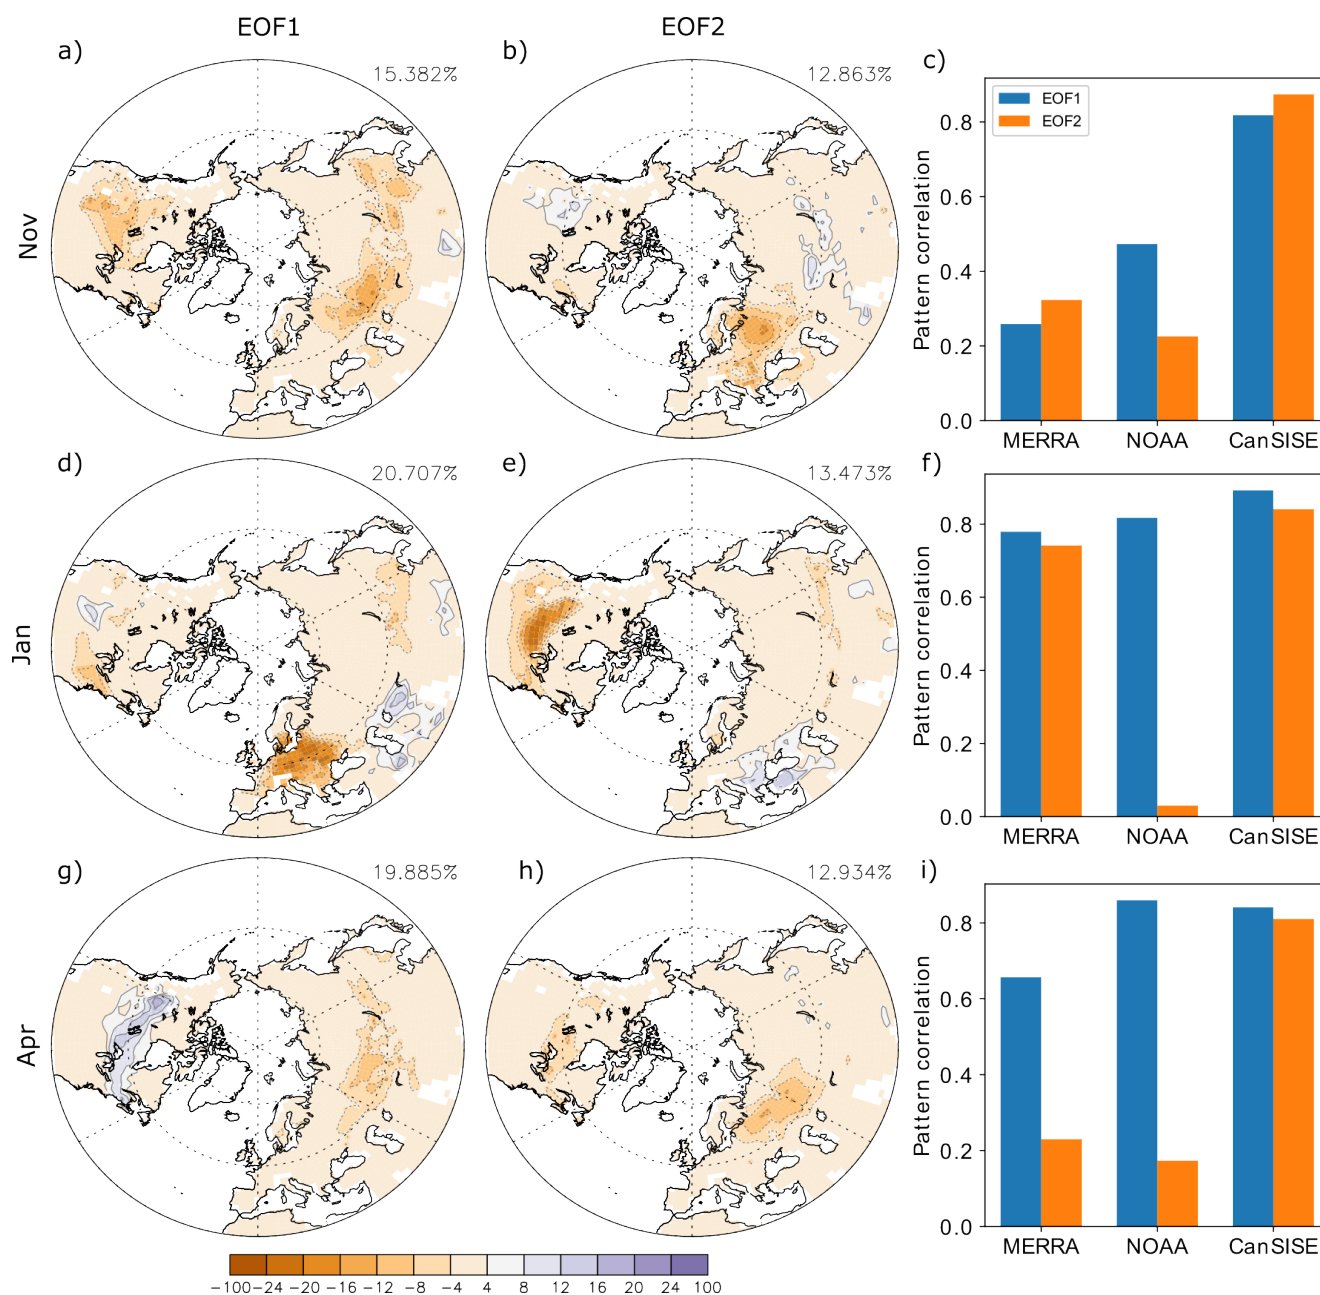 EOF1
EOF2
a)
15.382%
b)
12.863%
c)
Nov
Pattern correlation
EOF1
EOF2
0.8
0.6
0.4
0.2
0.0
MERRA
NOAA
CanSISE
d)
20.707%
e)
13.473%
f)
Jan
Pattern correlation
0.8
0.6
0.4
0.2
0.0
MERRA
NOAA
CanSISE
g)
19.885%
h)
12.934%
i)
Apr
Pattern correlation
0.8
0.6
0.4
0.2
0.0
MERRA
NOAA
CanSISE
−100 −24 −20 −16 −12 −8 −4 4 8 12 16 20 24 100